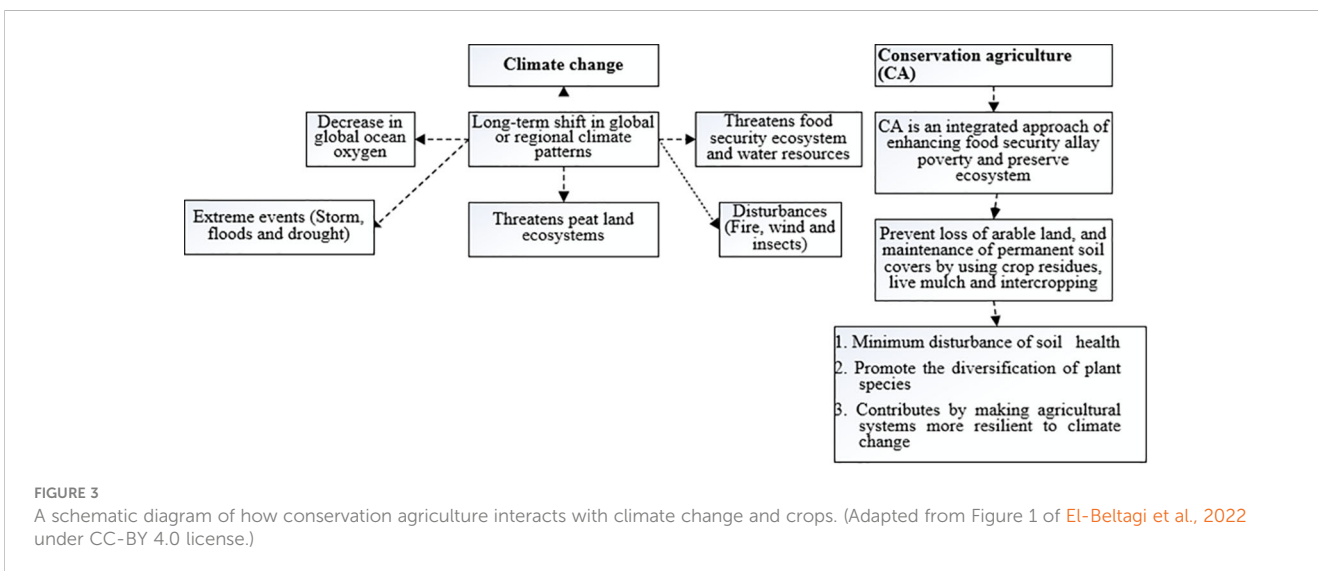 Climate change
Decrease in
global ocean
oxygen
Long-term shift in global
or regional climate
patterns
Threatens food
security ecosystem
and water resources
Extreme events (Storm,
floods and drought)
Threatens peat land
ecosystems
Disturbances
(Fire, wind and
insects)
Conservation agriculture
(CA)
CA is an integrated approach of
enhancing food security allay
poverty and preserve
ecosystem
Prevent loss of arable land, and
maintenance of permanent soil
covers by using crop residues,
live mulch and intercropping
1. Minimum disturbance of soil health
2. Promote the diversification of plant
species
3. Contributes by making agricultural
systems more resilient to climate
change
FIGURE 3
A schematic diagram of how conservation agriculture interacts with climate change and crops. (Adapted from Figure 1 of El-Beltagi et al., 2022
under CC-BY 4.0 license.)